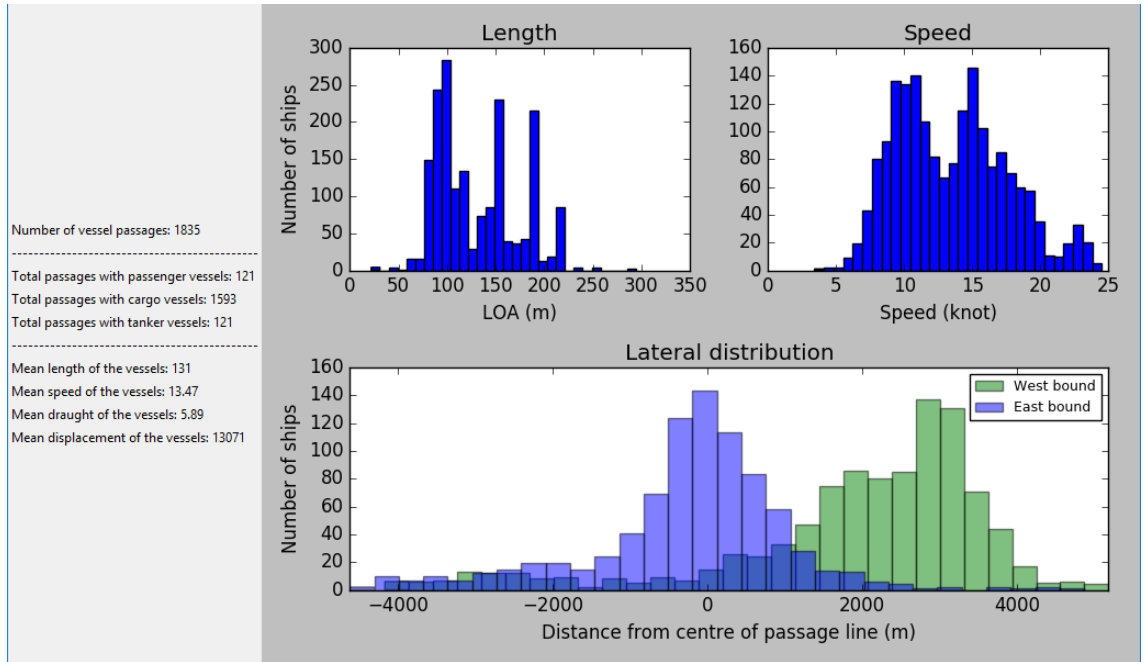 Number of vessel passages: 1835
------------------------------------------------
Total passages with passenger vessels: 121
Total passages with cargo vessels: 1593
Total passages with tanker vessels: 121
------------------------------------------------
Mean length of the vessels: 131
Mean speed of the vessels: 13.47
Mean draught of the vessels: 5.89
Mean displacement of the vessels: 13071
Length
Number of ships
300
250
200
150
100
50
0
0 50 100 150 200 250 300 350
LOA (m)
Speed
160
140
120
100
80
60
40
20
0
0 5 10 15 20 25
Speed (knot)
Lateral distribution
Number of ships
160
140
120
100
80
60
40
20
0
West bound
East bound
−4000 −2000 0 2000 4000
Distance from centre of passage line (m)